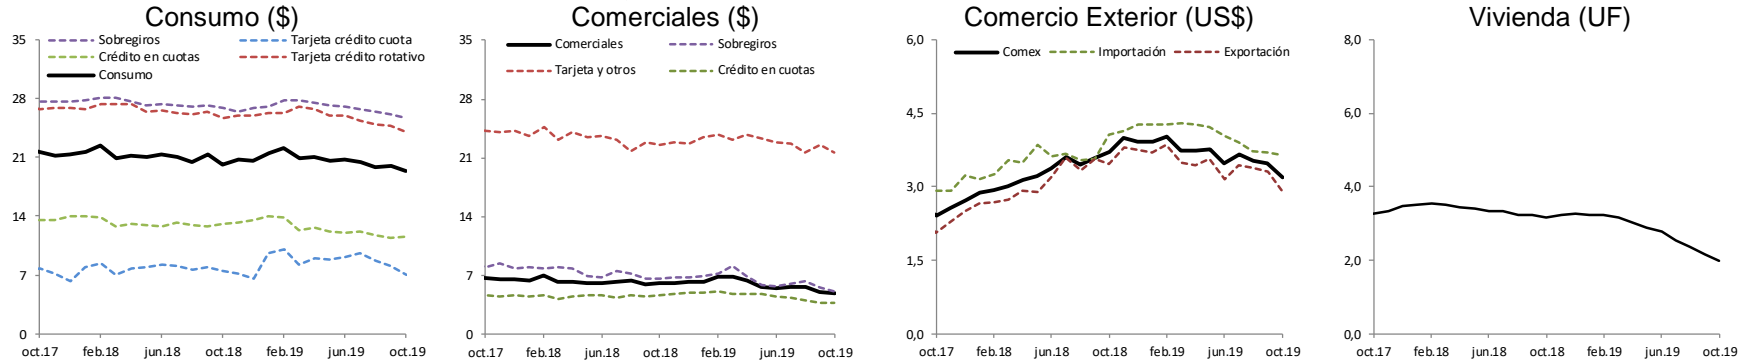 Consumo ($)
35
28
21
14
7
0
Sobregiros
Tarjeta crédito cuota
Crédito en cuotas
Tarjeta crédito rotativo
Consumo
oct.17 feb.18 jun.18 oct.18 feb.19 jun.19 oct.19
Comerciales ($)
35
28
21
14
7
0
Comerciales
Sobregiros
Tarjeta y otros
Crédito en cuotas
oct.17 feb.18 jun.18 oct.18 feb.19 jun.19 oct.19
Comercio Exterior (US$)
6,0
4,5
3,0
1,5
0,0
Comex
Importación
Exportación
oct.17 feb.18 jun.18 oct.18 feb.19 jun.19 oct.19
Vivienda (UF)
8,0
6,0
4,0
2,0
0,0
oct.17 feb.18 jun.18 oct.18 feb.19 jun.19 oct.19